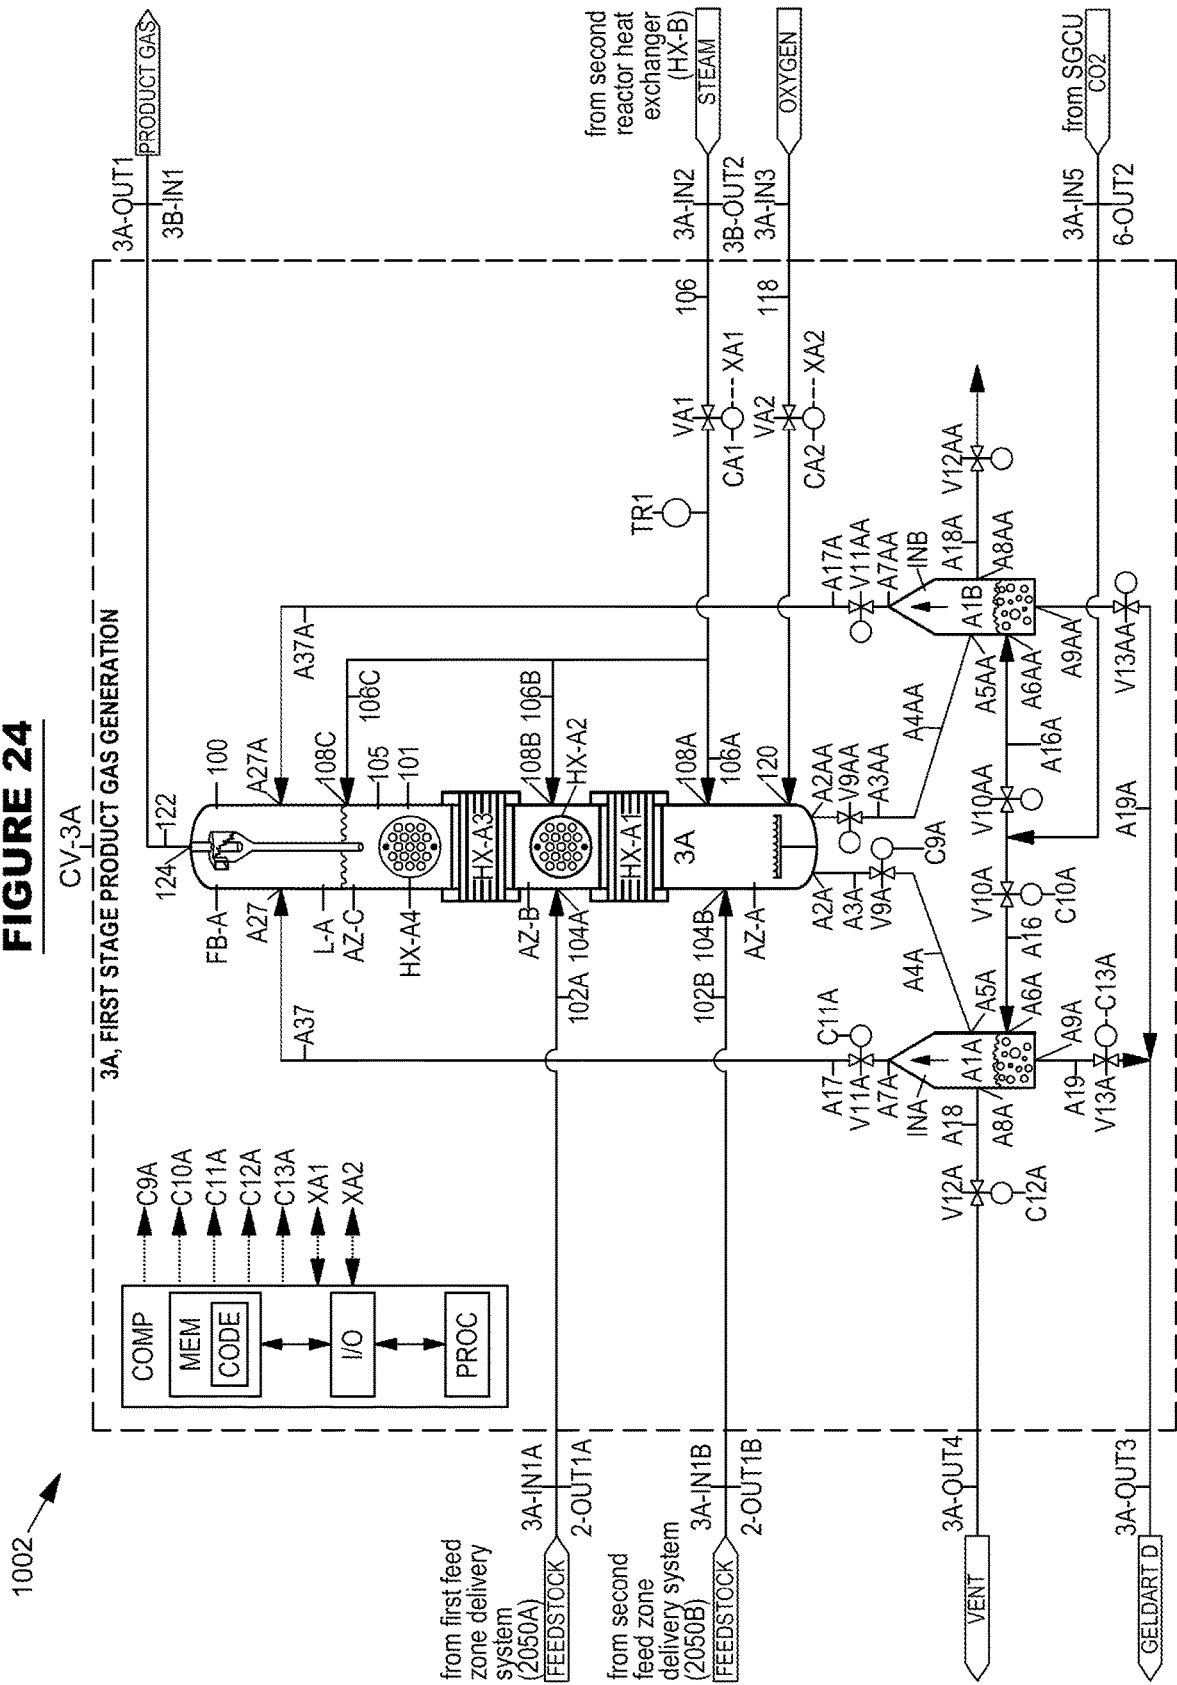 FIGURE 24
1002
CV-3A
3A, FIRST STAGE PRODUCT GAS GENERATION
PRODUCT GAS
3A-OUT1
3B-IN1
from second
reactor heat
exchanger
(HX-B)
STEAM
3A-IN2
3B-OUT2
OXYGEN
3A-IN3
from SGCU
CO2
3A-IN5
6-OUT2
106
118
VA1
CA1
XA1
VA2
CA2
XA2
TR1
124
122
FB-A
100
A27
A27A
A37
A37A
L-A
AZ-C
HX-A4
108C
106C
105
101
HX-A3
AZ-B
104A
102A
108B
106B
HX-A2
HX-A1
3A
104B
102B
AZ-A
108A
106A
120
A2A
A3A
V9A
C9A
A2AA
V9AA
A3AA
A4A
A4AA
A17
V11A
C11A
A7A
INA
A1A
A18
A8A
V12A
C12A
A5A
A6A
A9A
A19
V13A
C13A
A16
V10A
C10A
V10AA
A16A
A17A
V11AA
A7AA
INB
A1B
A18A
A8AA
V12AA
A5AA
A6AA
A9AA
V13AA
A19A
COMP
MEM
CODE
I/O
PROC
C9A
C10A
C11A
C12A
C13A
XA1
XA2
from first feed
zone delivery
system
(2050A)
FEEDSTOCK
3A-IN1A
2-OUT1A
from second
feed zone
delivery system
(2050B)
FEEDSTOCK
3A-IN1B
2-OUT1B
VENT
3A-OUT4
GELDART D
3A-OUT3